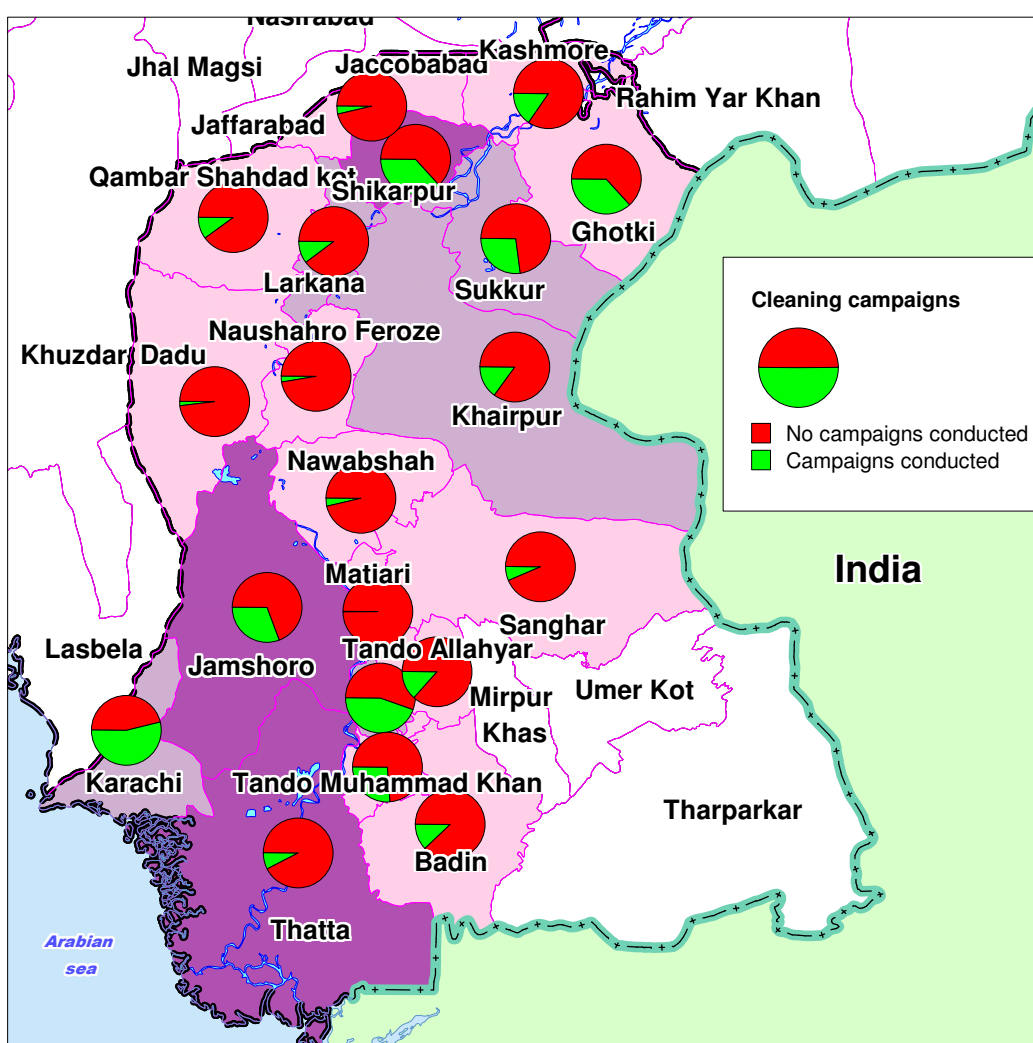 Nasirabad
Kashmore
Jhal Magsi
Jaccobabad
Rahim Yar Khan
Jaffarabad
Qambar Shahdad kot
Shikarpur
Ghotki
Larkana
Sukkur
Cleaning campaigns
Naushahro Feroze
Khuzdar
Dadu
Khairpur
No campaigns conducted
Campaigns conducted
Nawabshah
India
Matiari
Sanghar
Lasbela
Jamshoro
Tando Allahyar
Umer Kot
Mirpur
Khas
Karachi
Tando Muhammad Khan
Tharparkar
Badin
Thatta
Arabian
sea